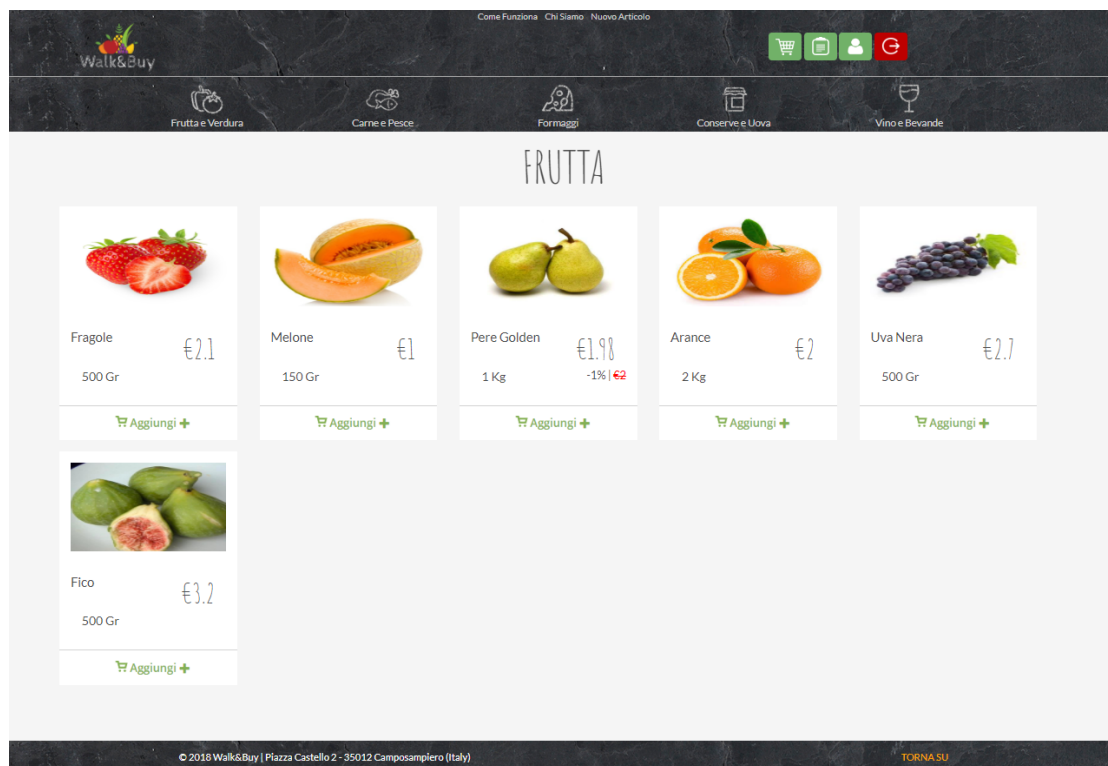 Come Funziona Chi Siamo Nuovo Articolo
Walk&Buy
Frutta e Verdura Carne e Pesce Formaggi Conserve e Uova Vino e Bevande
FRUTTA
Fragole €2.1
500 Gr
Aggiungi
Melone €1
150 Gr
Aggiungi
Pere Golden €1.98
1 Kg -1% | €2
Aggiungi
Arance €2
2 Kg
Aggiungi
Uva Nera €2.7
500 Gr
Aggiungi
Fico €3.2
500 Gr
Aggiungi
© 2018 Walk&Buy | Piazza Castello 2 - 35012 Camposampiero (Italy) TORNA SU